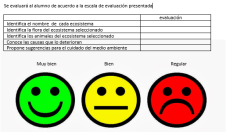 Se evaluará al alumno de acuerdo a la escala de evaluación presentada
evaluación
Identifica el nombre de cada ecosistema
Identifica la flora del ecosistema seleccionado
Identifica los animales del ecosistema seleccionado
Conoce las causas que lo deterioran
Propone sugerencias para el cuidado del medio ambiente
Muy bien Bien Regular